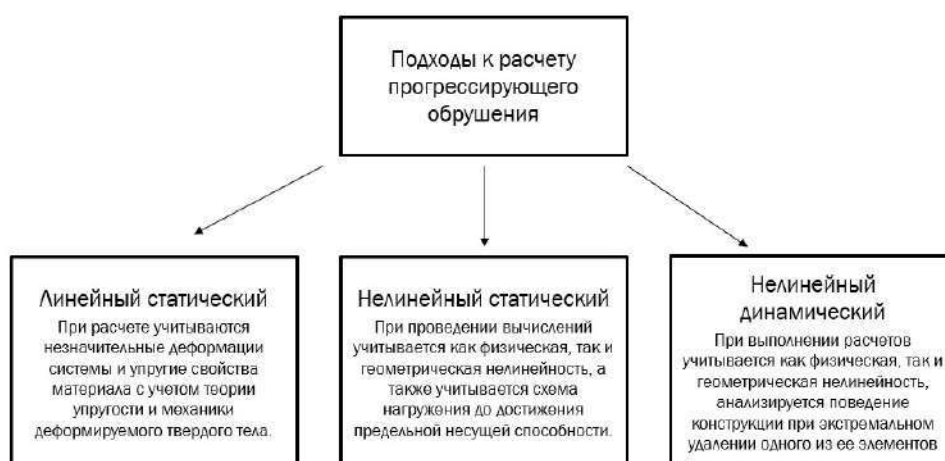 Подходы к расчету
прогрессирующего
обрушения
Линейный статический
При расчете учитываются
незначительные деформации
системы и упругие свойства
материала с учетом теории
упругости и механики
деформируемого твердого тела.
Нелинейный статический
При проведении вычислений
учитывается как физическая, так и
геометрическая нелинейность, а
также учитывается схема
нагружения до достижения
предельной несущей способности.
Нелинейный
динамический
При выполнении расчетов
учитывается как физическая, так и
геометрическая нелинейность,
анализируется поведение
конструкции при экстремальном
удалении одного из ее элементов